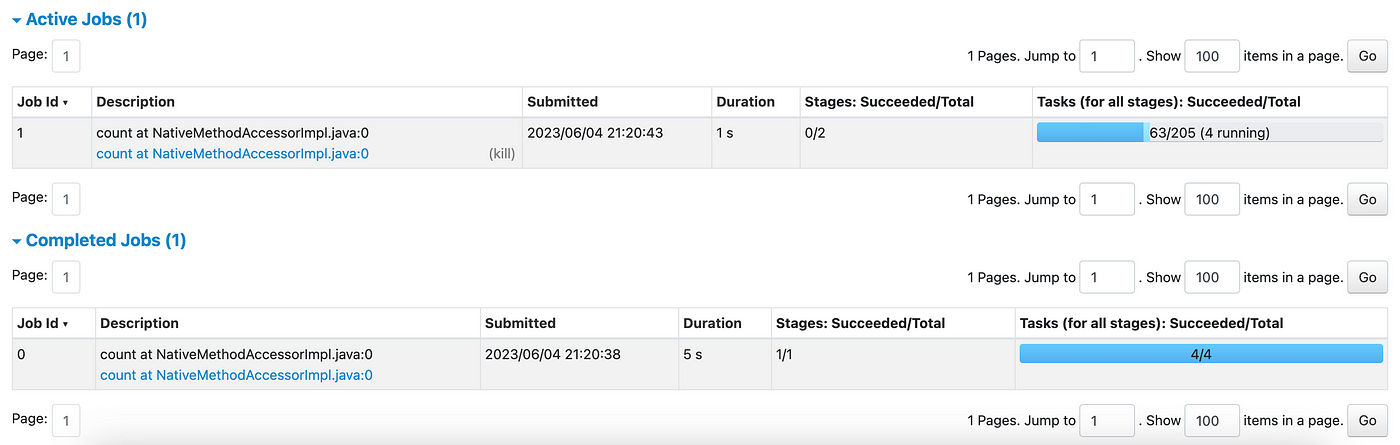 Active Jobs (1)
Page: 1 1 Pages. Jump to 1 . Show 100 items in a page. Go
Job Id ▾ Description Submitted Duration Stages: Succeeded/Total Tasks (for all stages): Succeeded/Total
1 count at NativeMethodAccessorImpl.java:0 2023/06/04 21:20:43 1 s 0/2 63/205 (4 running)
count at NativeMethodAccessorImpl.java:0 (kill)
Page: 1 1 Pages. Jump to 1 . Show 100 items in a page. Go
Completed Jobs (1)
Page: 1 1 Pages. Jump to 1 . Show 100 items in a page. Go
Job Id ▾ Description Submitted Duration Stages: Succeeded/Total Tasks (for all stages): Succeeded/Total
0 count at NativeMethodAccessorImpl.java:0 2023/06/04 21:20:38 5 s 1/1 4/4
count at NativeMethodAccessorImpl.java:0
Page: 1 1 Pages. Jump to 1 . Show 100 items in a page. Go